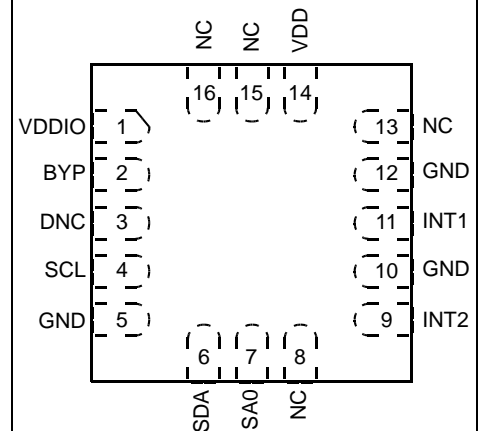 NC NC VDD
16 15 14
VDDIO 1 13 NC
BYP 2 12 GND
DNC 3 11 INT1
SCL 4 10 GND
GND 5 9 INT2
6 7 8
SDA SA0 NC